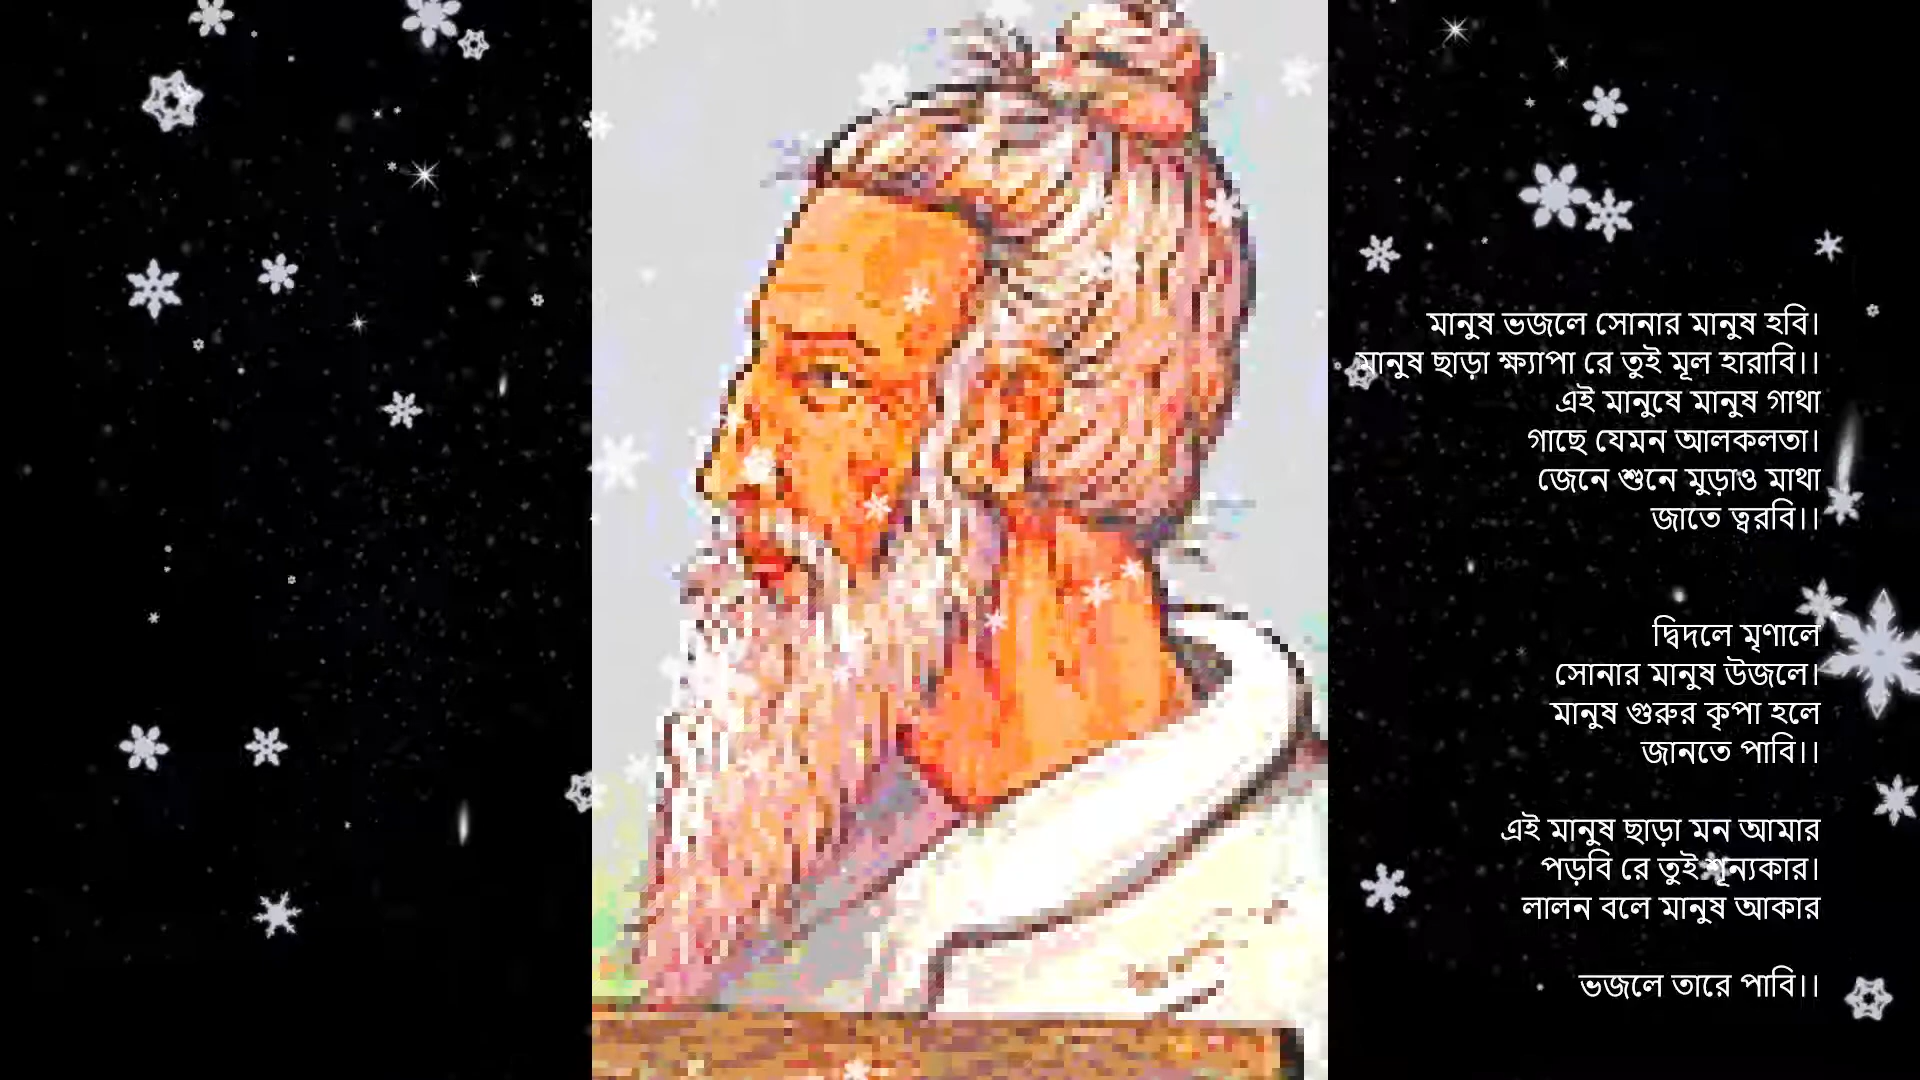 মানুষ ভজলে সোনার মানুষ হবি।
মানুষ ছাড়া ক্ষ্যাপা রে তুই মূল হারাবি।।
এই মানুষে মানুষ গাথা
গাছে যেমন আলকলতা।
জেনে শুনে মুড়াও মাথা
জাতে ত্বরবি।।
দ্বিদলে মৃণালে
সোনার মানুষ উজলে।
মানুষ গুরুর কৃপা হলে
জানতে পাবি।।
এই মানুষ ছাড়া মন আমার
পড়বি রে তুই শূন্যকার।
লালন বলে মানুষ আকার
ভজলে তারে পাবি।।